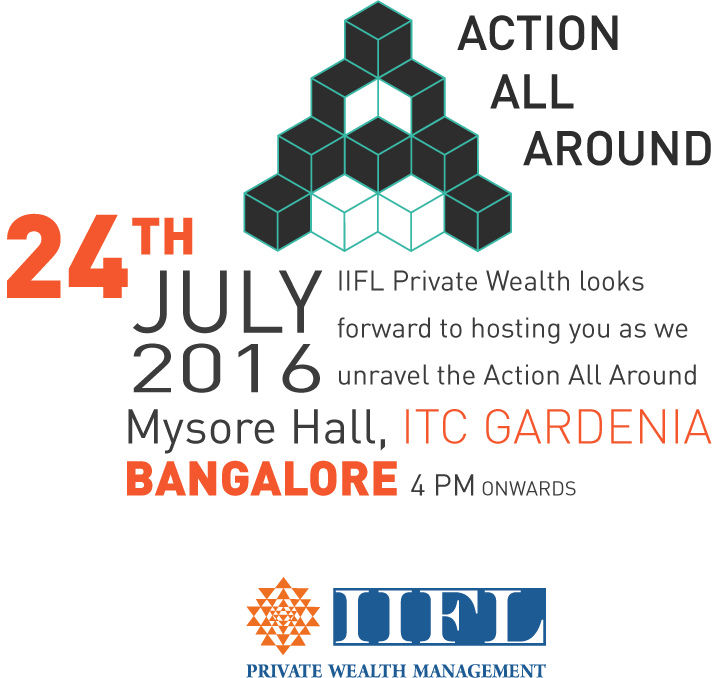 ACTION
ALL
AROUND
24TH
JULY
2016
IIFL Private Wealth looks
forward to hosting you as we
unravel the Action All Around
Mysore Hall, ITC GARDENIA
BANGALORE 4 PM ONWARDS
IIFL
PRIVATE WEALTH MANAGEMENT